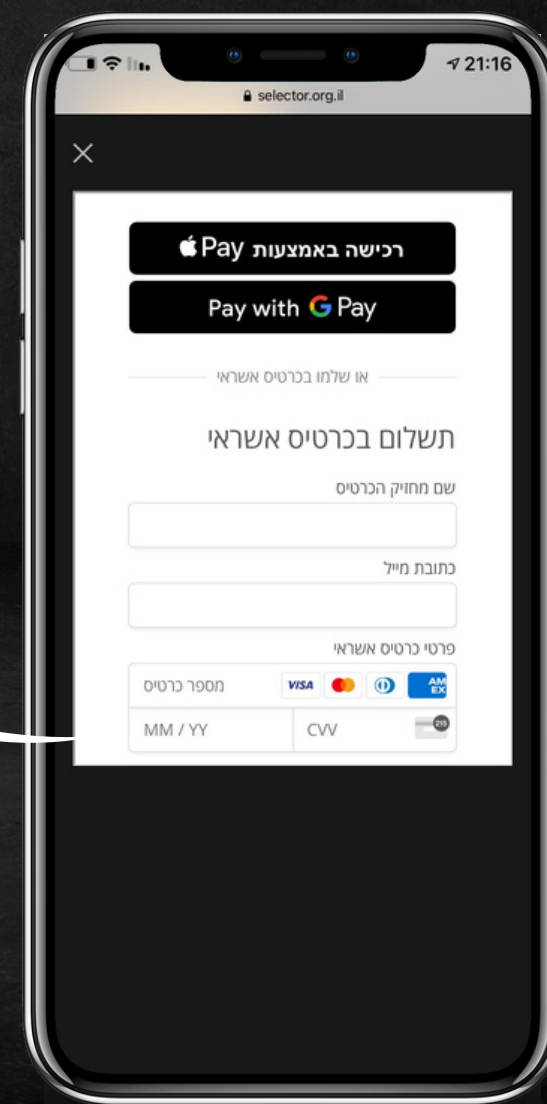 21:16
selector.org.il
רכישה באמצעות Pay
Pay with G Pay
או שלמו בכרטיס אשראי
תשלום בכרטיס אשראי
שם מחזיק הכרטיס
כתובת מייל
פרטי כרטיס אשראי
מספר כרטיס VISA AM EX
MM / YY CVV 215